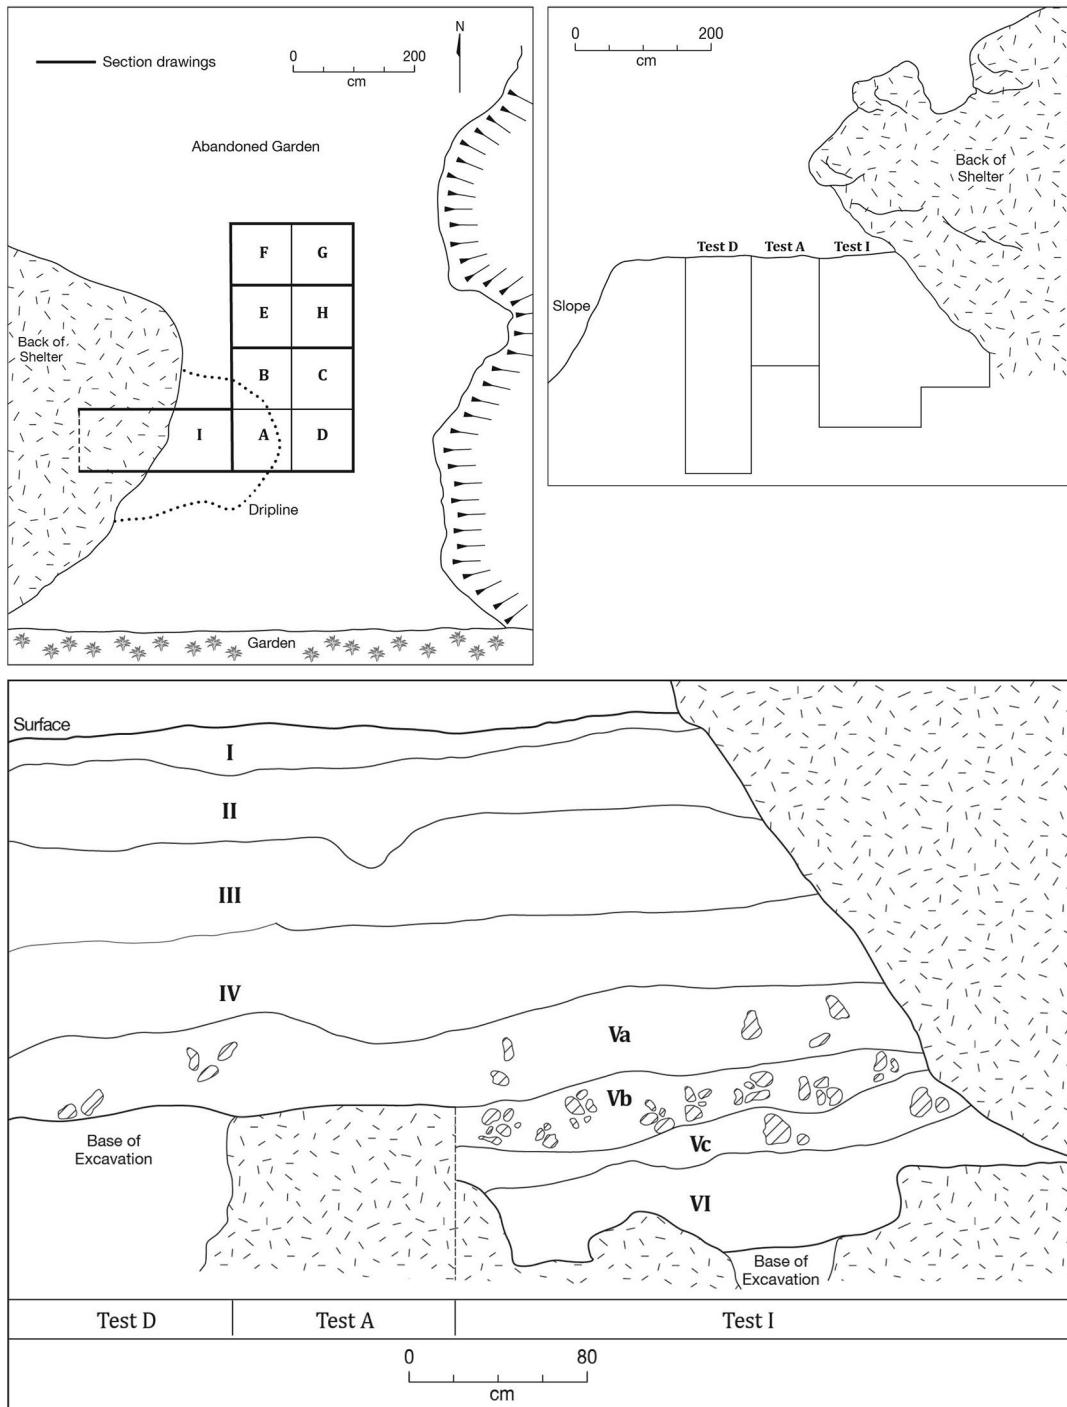 Section drawings
0 200
cm
N
Abandoned Garden
F G
E H
Back of
Shelter
B C
I A D
Dripline
Garden
0 200
cm
Back of
Shelter
Test D Test A Test I
Slope
Surface
I
II
III
IV
Va
Vb
Vc
VI
Base of
Excavation
Base of
Excavation
Test D Test A Test I
0 80
cm